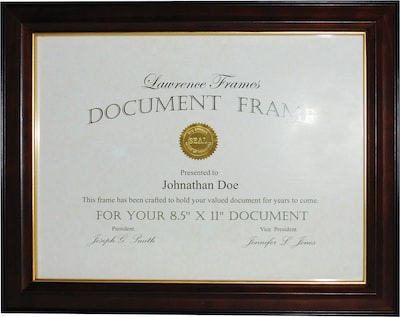 Lawrence Frames
DOCUMENT FRAME
SEAL
Presented to
Johnathan Doe
This frame has been crafted to hold your valued document for years to come.
FOR YOUR 8.5" X 11" DOCUMENT
President Vice President
Joseph G. Smith Jennifer L. Jones